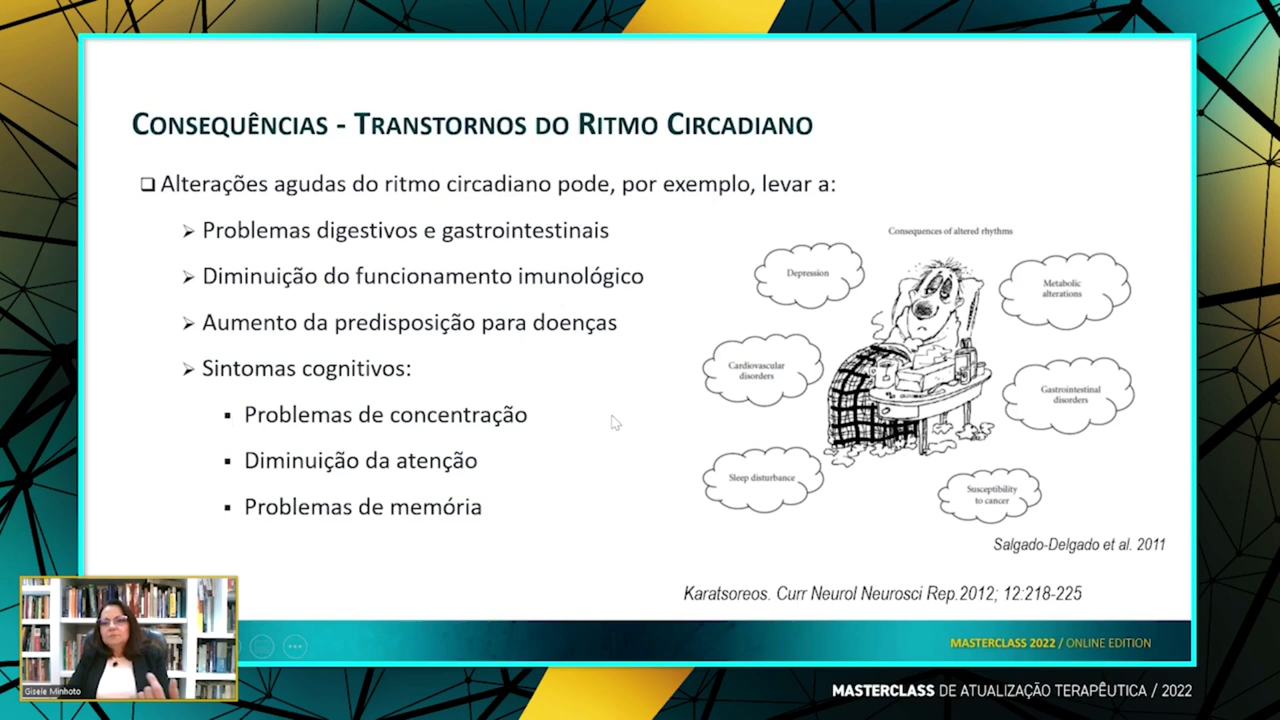 CONSEQUÊNCIAS - TRANSTORNOS DO RITMO CIRCADIANO
Alterações agudas do ritmo circadiano pode, por exemplo, levar a:
Problemas digestivos e gastrointestinais
Diminuição do funcionamento imunológico
Aumento da predisposição para doenças
Sintomas cognitivos:
Problemas de concentração
Diminuição da atenção
Problemas de memória
Consequences of altered rhythms
Depression
Metabolic
alterations
Cardiovascular
disorders
Gastrointestinal
disorders
Sleep disturbance
Susceptibility
to cancer
Salgado-Delgado et al. 2011
Karatsoreos. Curr Neurol Neurosci Rep.2012; 12:218-225
MASTERCLASS 2022 / ONLINE EDITION
Gisele Minhoto
MASTERCLASS DE ATUALIZAÇÃO TERAPÊUTICA / 2022